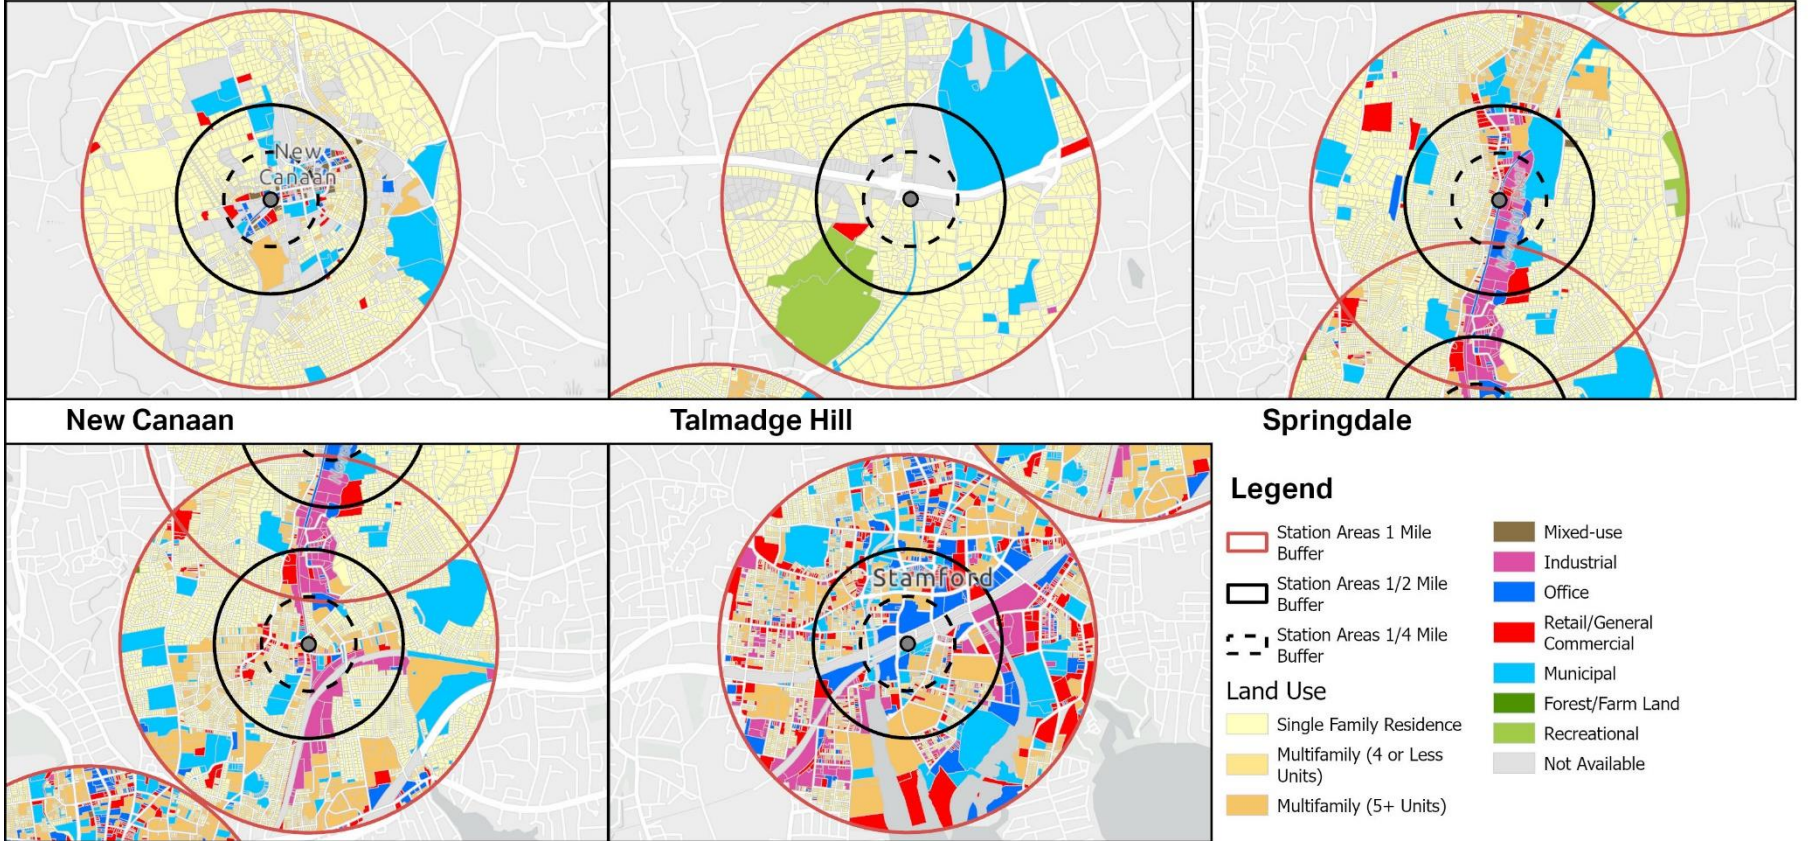 New
Canaan
New Canaan
Talmadge Hill
Springdale
Stamford
Legend
Station Areas 1 Mile
Buffer
Station Areas 1/2 Mile
Buffer
Station Areas 1/4 Mile
Buffer
Land Use
Single Family Residence
Multifamily (4 or Less
Units)
Multifamily (5+ Units)
Mixed-use
Industrial
Office
Retail/General
Commercial
Municipal
Forest/Farm Land
Recreational
Not Available